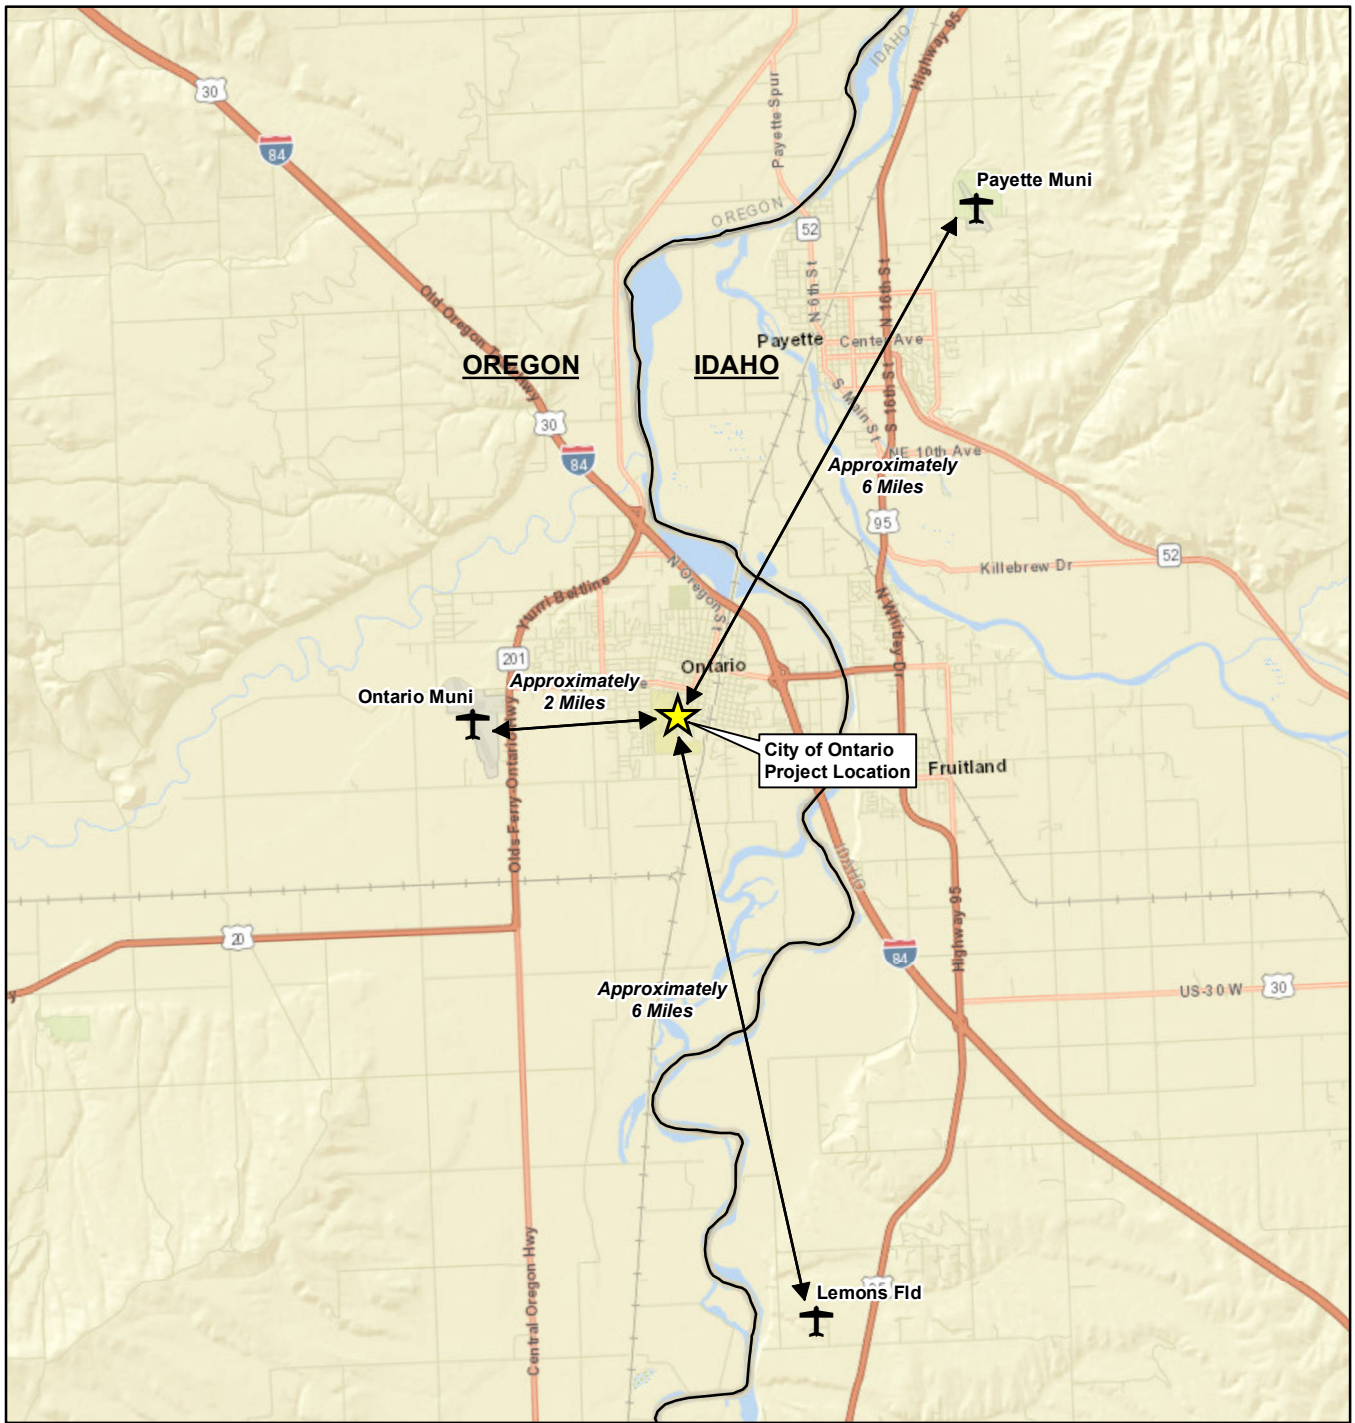 Highway 95
IDAHO
30
84
Payette Spur
Payette Muni
OREGON
52
N 6th St
N 16th St
Old Oregon Trl Hwy
Payette
Center Ave
OREGON
IDAHO
S 16th St
S Main St
30
NE 10th Ave
84
Approximately
6 Miles
95
52
Killebrew Dr
N Oregon St
Yturri Beltline
N Whitley Dr
201
Ontario
Approximately
2 Miles
Ontario Muni
City of Ontario
Project Location
Fruitland
Olds Ferry-Ontario Hwy
IDAHO
Highway 95
20
84
Approximately
6 Miles
US-30 W
30
Central Oregon Hwy
95
Lemons Fld